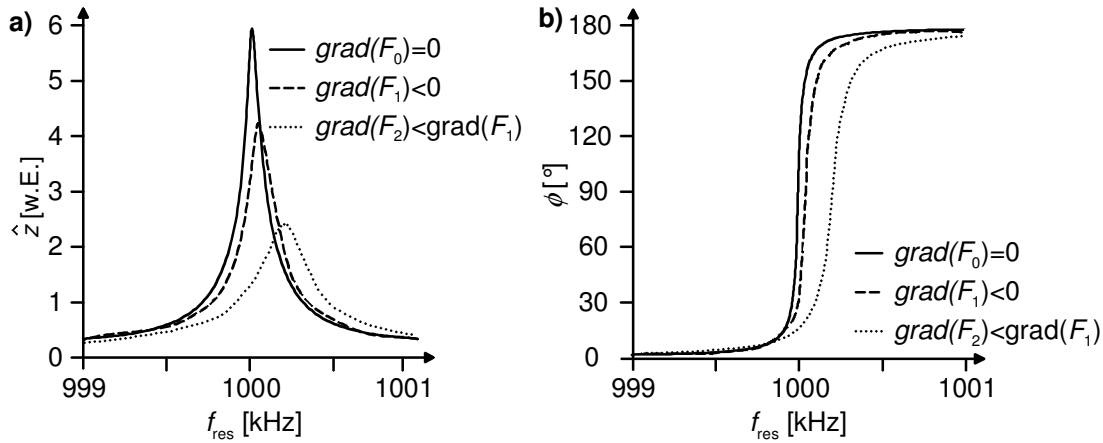 a)
6
5
4
3
2
1
0
ẑ [w.E.]
grad(F₀)=0
grad(F₁)<0
grad(F₂)<grad(F₁)
999
1000
1001
f_res [kHz]
b)
180
150
120
90
60
30
0
ϕ [°]
grad(F₀)=0
grad(F₁)<0
grad(F₂)<grad(F₁)
999
1000
1001
f_res [kHz]